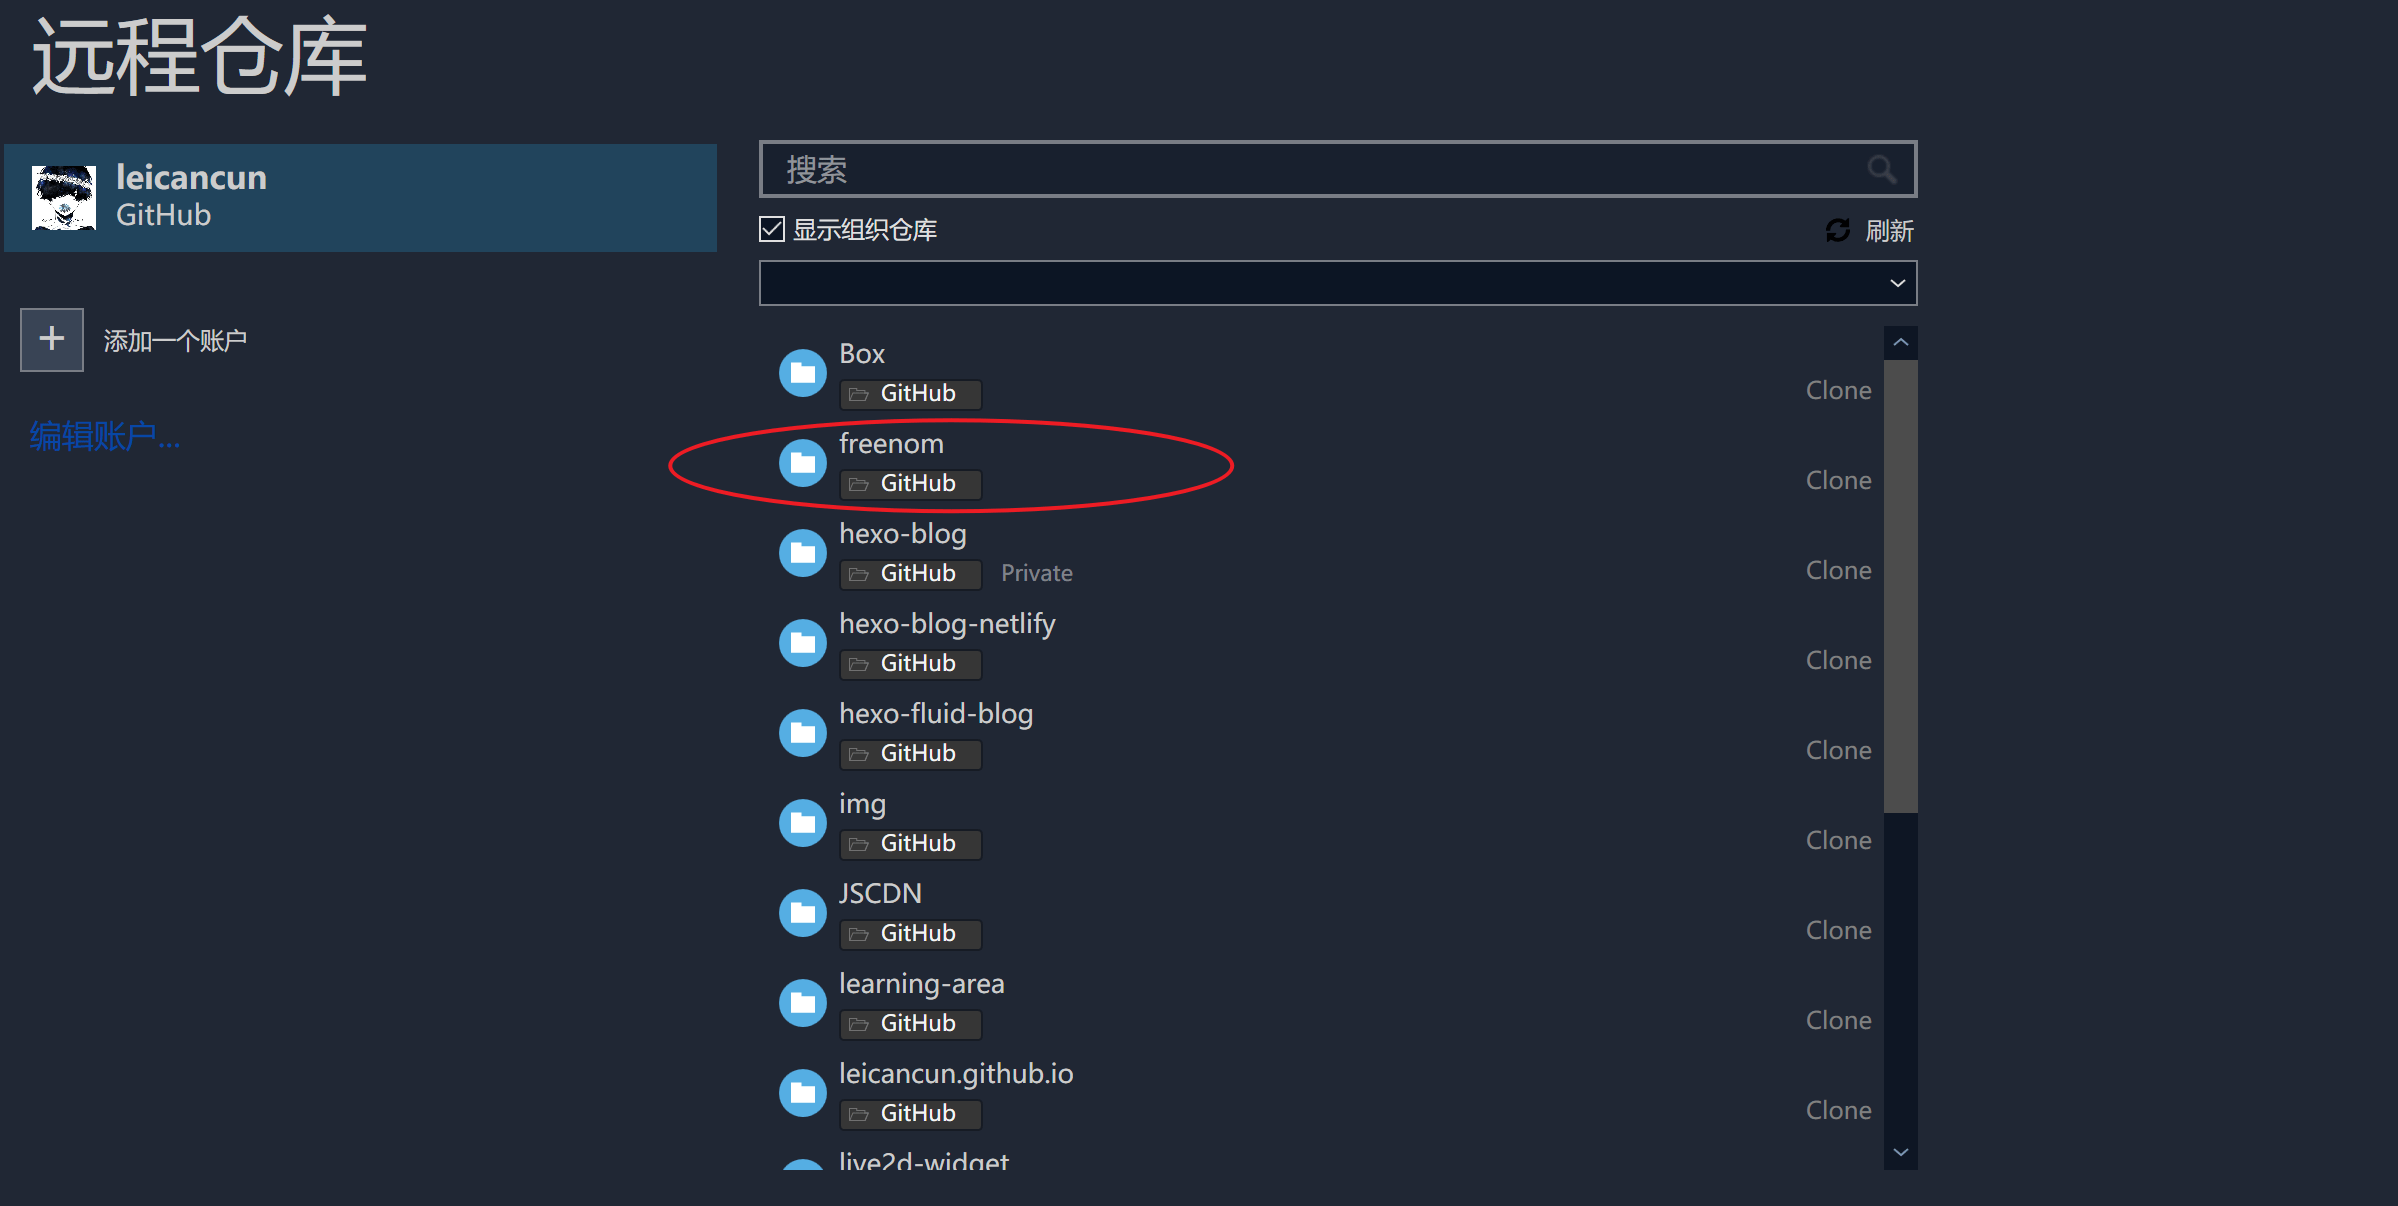 远程仓库
leicancun
GitHub
添加一个账户
编辑账户...
搜索
显示组织仓库
刷新
Box
GitHub
Clone
freenom
GitHub
Clone
hexo-blog
GitHub Private
Clone
hexo-blog-netlify
GitHub
Clone
hexo-fluid-blog
GitHub
Clone
img
GitHub
Clone
JSCDN
GitHub
Clone
learning-area
GitHub
Clone
leicancun.github.io
GitHub
Clone
live2d-widget